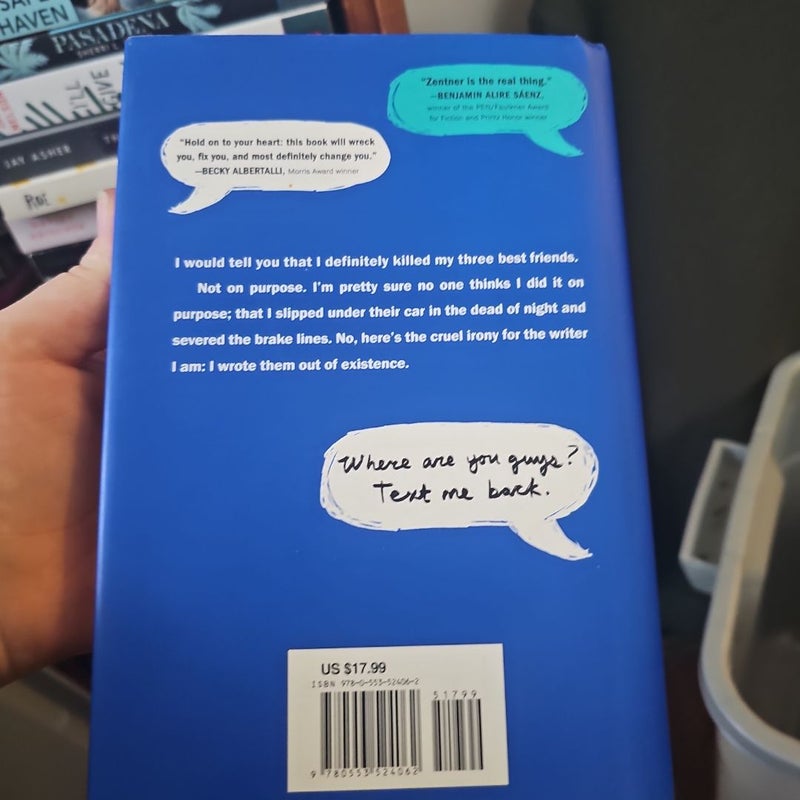 HAVEN
PASADENA
JAY ASHER
"Zentner is the real thing."
—BENJAMIN ALIRE SÁENZ,
winner of the PEN/Faulkner Award
for Fiction and Printz Honor winner
"Hold on to your heart: this book will wreck
you, fix you, and most definitely change you."
—BECKY ALBERTALLI, Morris Award winner
I would tell you that I definitely killed my three best friends.
Not on purpose. I'm pretty sure no one thinks I did it on
purpose; that I slipped under their car in the dead of night and
severed the brake lines. No, here's the cruel irony for the writer
I am: I wrote them out of existence.
Where are you guys?
Text me back.
US $17.99
ISBN 978-0-553-52406-2
51799
9 780553 524062